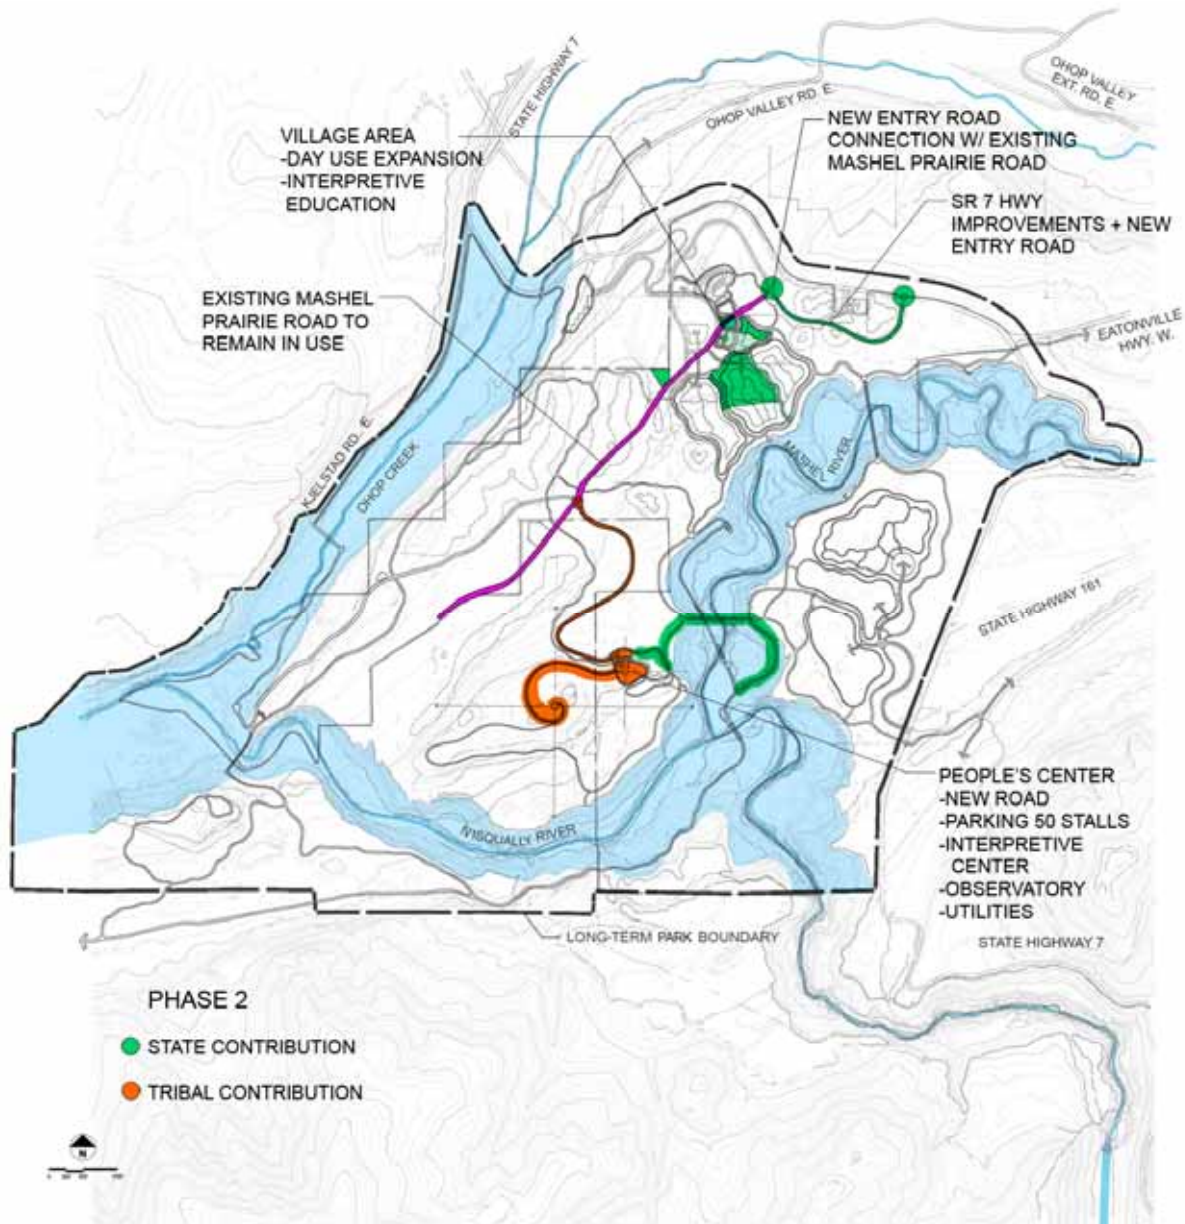 STATE HIGHWAY 7
OHOP VALLEY RD. E.
OHOP VALLEY
EXT. RD. E.
VILLAGE AREA
-DAY USE EXPANSION
-INTERPRETIVE
EDUCATION
NEW ENTRY ROAD
CONNECTION W/ EXISTING
MASHEL PRAIRIE ROAD
SR 7 HWY
IMPROVEMENTS + NEW
ENTRY ROAD
EXISTING MASHEL
PRAIRIE ROAD TO
REMAIN IN USE
EATONVILLE
HWY. W.
KJELSTAD RD. E.
OHOP CREEK
MASHEL RIVER
STATE HIGHWAY 161
NISQUALLY RIVER
PEOPLE'S CENTER
-NEW ROAD
-PARKING 50 STALLS
-INTERPRETIVE
CENTER
-OBSERVATORY
-UTILITIES
LONG-TERM PARK BOUNDARY
STATE HIGHWAY 7
PHASE 2
STATE CONTRIBUTION
TRIBAL CONTRIBUTION
N